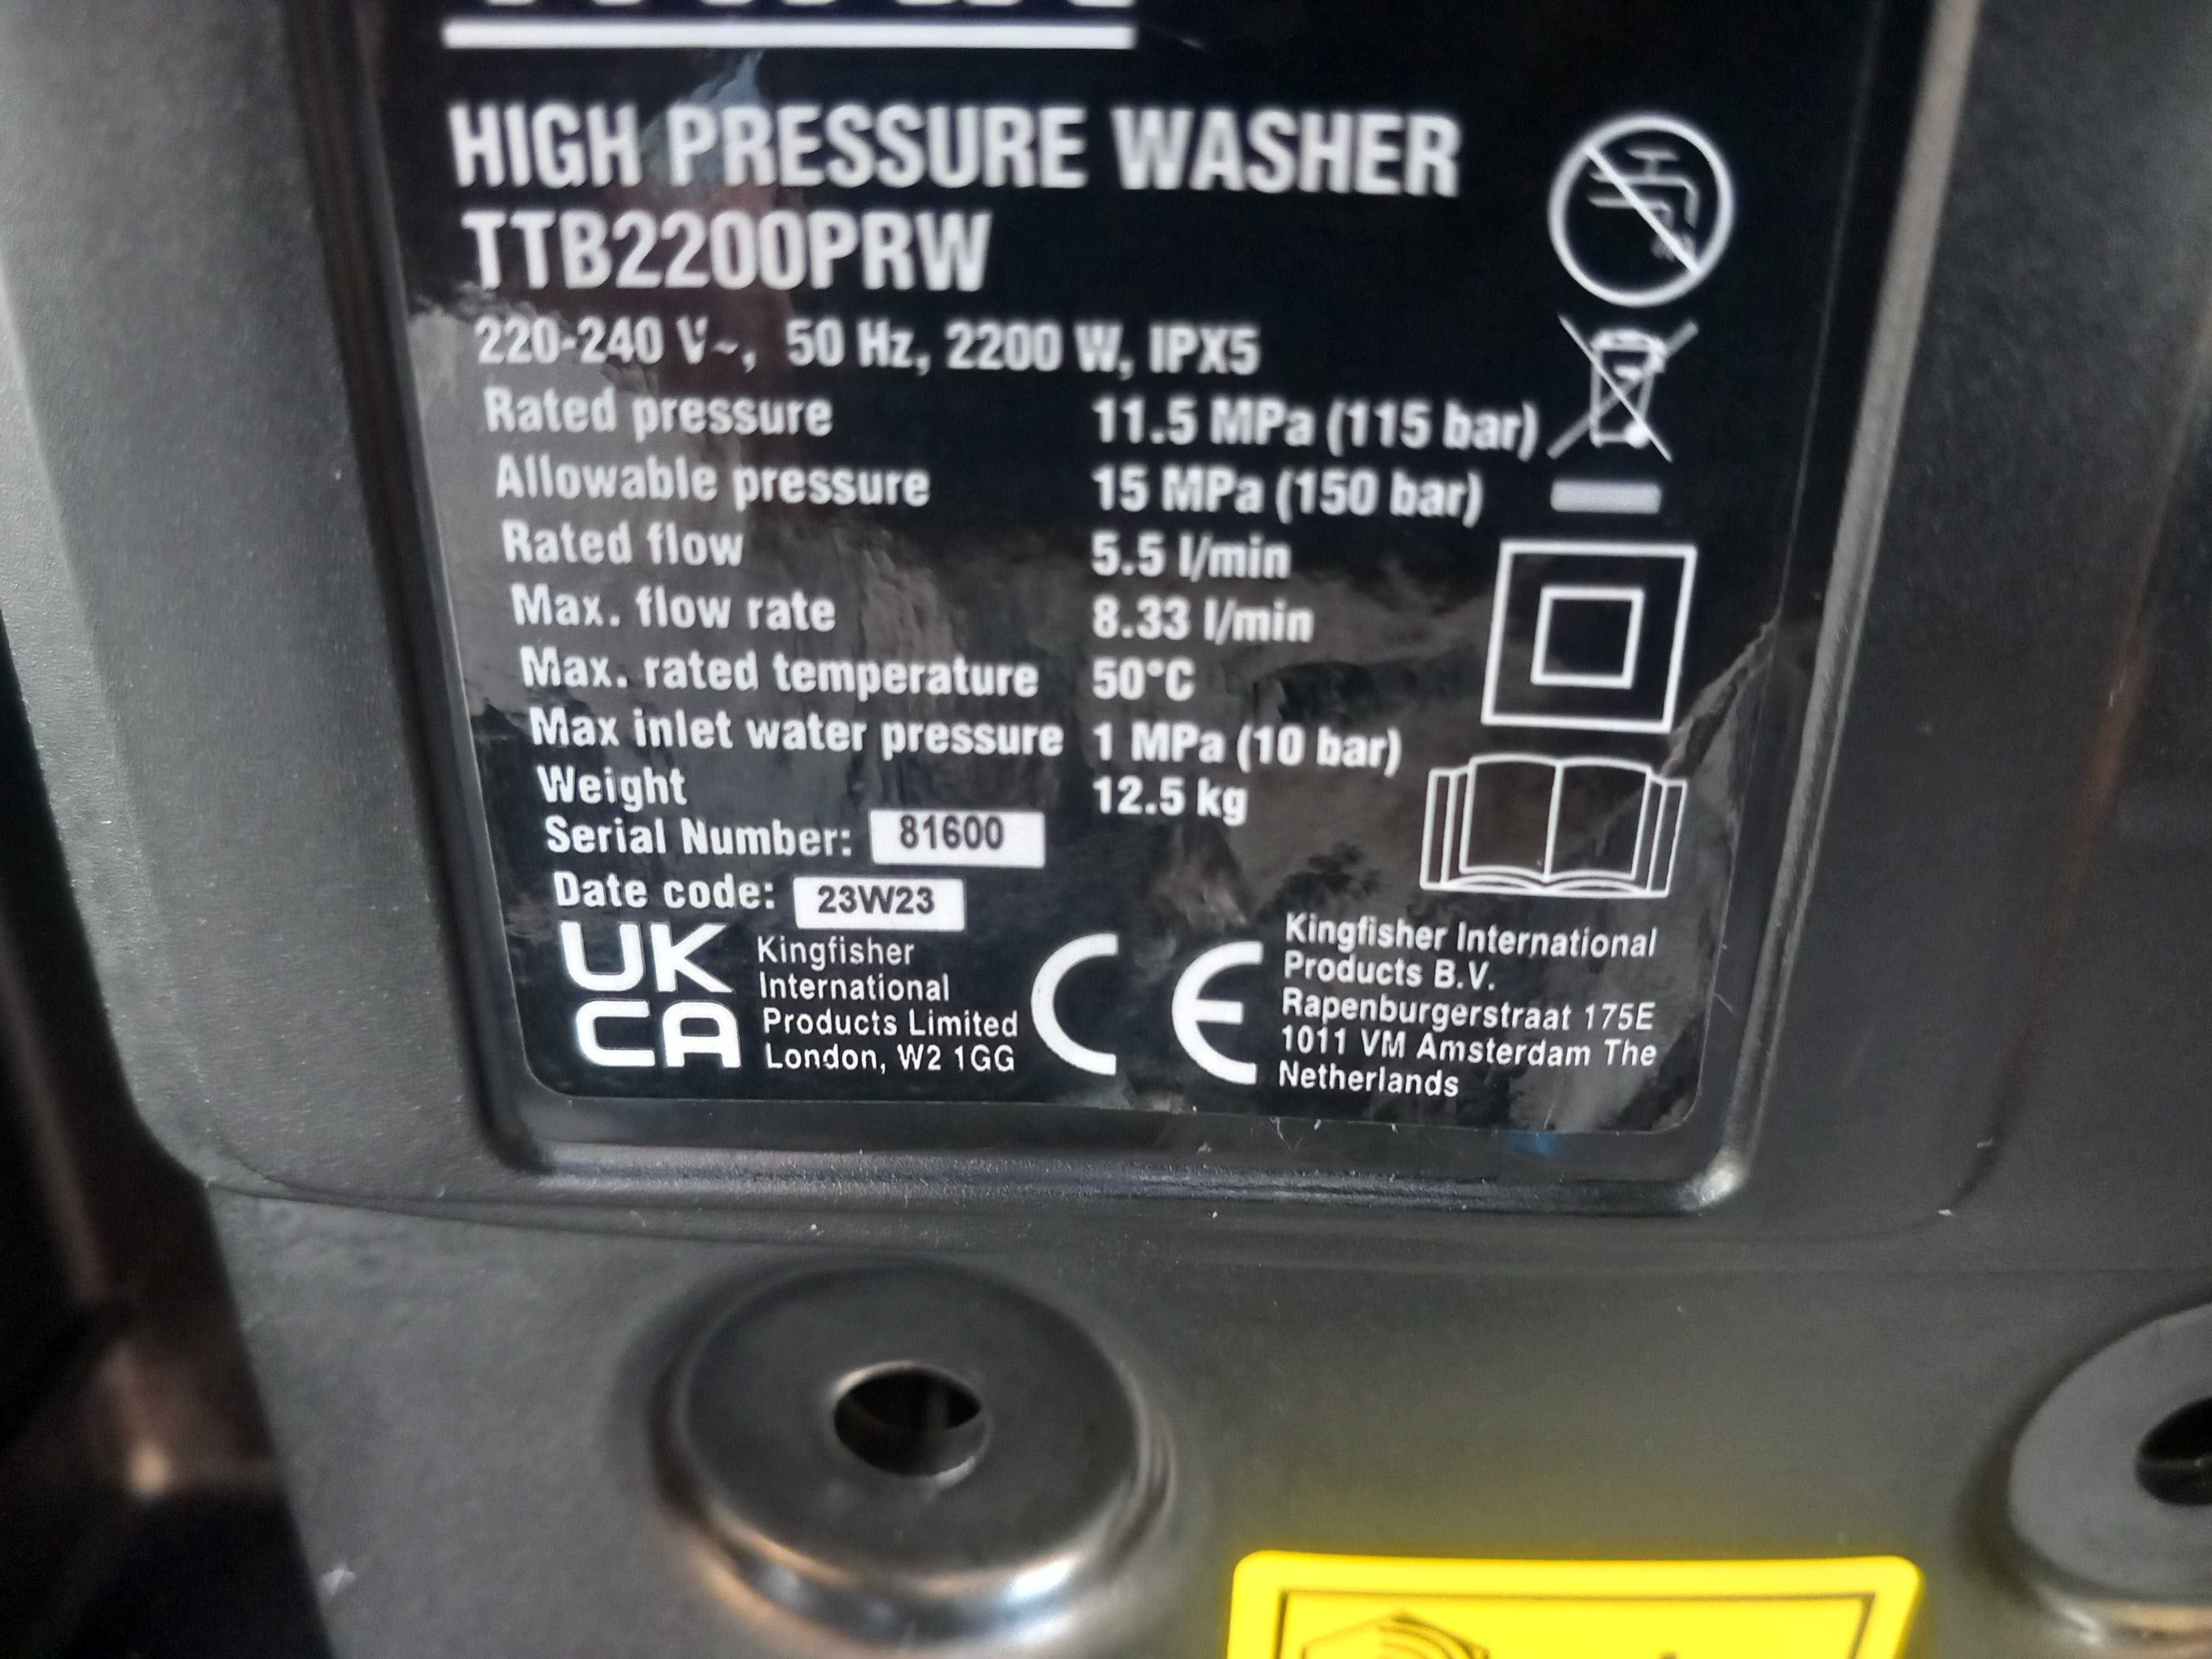 HIGH PRESSURE WASHER
TTB2200PRW
220-240 V~, 50 Hz, 2200 W, IPX5
Rated pressure 11.5 MPa (115 bar)
Allowable pressure 15 MPa (150 bar)
Rated flow 5.5 l/min
Max. flow rate 8.33 l/min
Max. rated temperature 50°C
Max inlet water pressure 1 MPa (10 bar)
Weight 12.5 kg
Serial Number: 81600
Date code: 23W23
UK
CA
Kingfisher
International
Products Limited
London, W2 1GG
CE
Kingfisher International
Products B.V.
Rapenburgerstraat 175E
1011 VM Amsterdam The
Netherlands